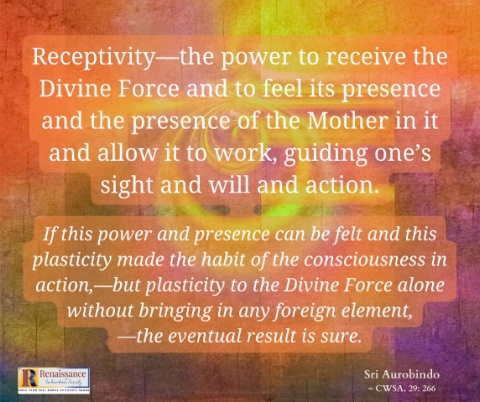 Receptivity—the power to receive the
Divine Force and to feel its presence
and the presence of the Mother in it
and allow it to work, guiding one’s
sight and will and action.
If this power and presence can be felt and this
plasticity made the habit of the consciousness in
action,—but plasticity to the Divine Force alone
without bringing in any foreign element,
—the eventual result is sure.
Renaissance
Sri Aurobindo
~ CWSA, 29: 266